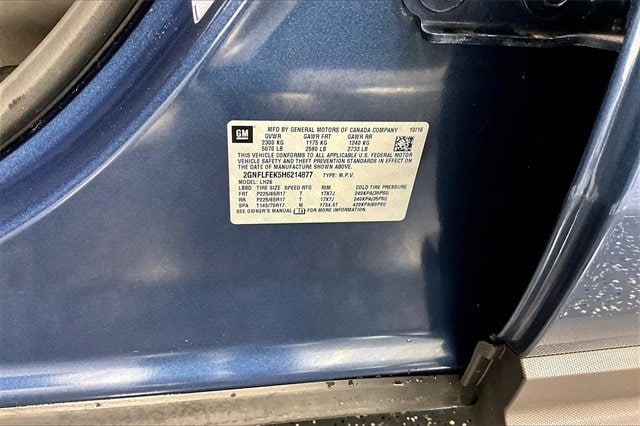 GM MFD BY GENERAL MOTORS OF CANADA COMPANY 10/16
GVWR GAWR FRT GAWR RR
2300 KG 1175 KG 1240 KG
5070 LB 2590 LB 2733 LB
THIS VEHICLE CONFORMS TO ALL APPLICABLE U.S. FEDERAL MOTOR
VEHICLE SAFETY AND THEFT PREVENTION STANDARDS IN EFFECT ON
THE DATE OF MANUFACTURE SHOWN ABOVE.
2GNFLFEK5H6214877 TYPE: M.P.V.
MODEL: LH26
TIRE SIZE SPEED RTG RIM COLD TIRE PRESSURE
FRT P225/65R17 T 17X7J 240KPA(35PSI)
RR P225/65R17 T 17X7J 240KPA(35PSI)
SPA T145/70R17 M 17X4.5T 420KPA(60PSI)
SEE OWNER'S MANUAL FOR MORE INFORMATION.